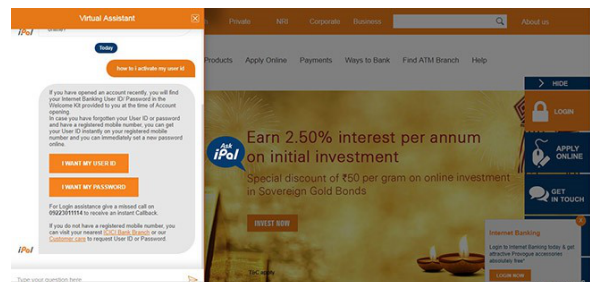 Virtual Assistant
iPal
online?
Today
how to i activate my user id
If you have opened an account recently, you will find
your Internet Banking User ID/ Password in the
Welcome Kit provided to you at the time of Account
opening.
In case you have forgotten your User ID or password
and have a registered mobile number, you can get
your User ID instantly on your registered mobile
number and you can immediately set a new password
online.
I WANT MY USER ID
I WANT MY PASSWORD
For Login assistance give a missed call on
09223011114 to receive an Instant Callback.
If you do not have a registered mobile number, you
can visit your nearest ICICI Bank Branch or our
Customer care to request User ID or Password.
iPal
Type your question here
Private NRI Corporate Business About us
Products Apply Online Payments Ways to Bank Find ATM Branch Help
HIDE
LOGIN
APPLY
ONLINE
GET
IN TOUCH
Ask
iPal
Earn 2.50% interest per annum
on initial investment
Special discount of ₹50 per gram on online investment
in Sovereign Gold Bonds
INVEST NOW
T&C apply
Internet Banking
Login to Internet Banking today & get
attractive Provogue accessories
absolutely free*
LOGIN NOW